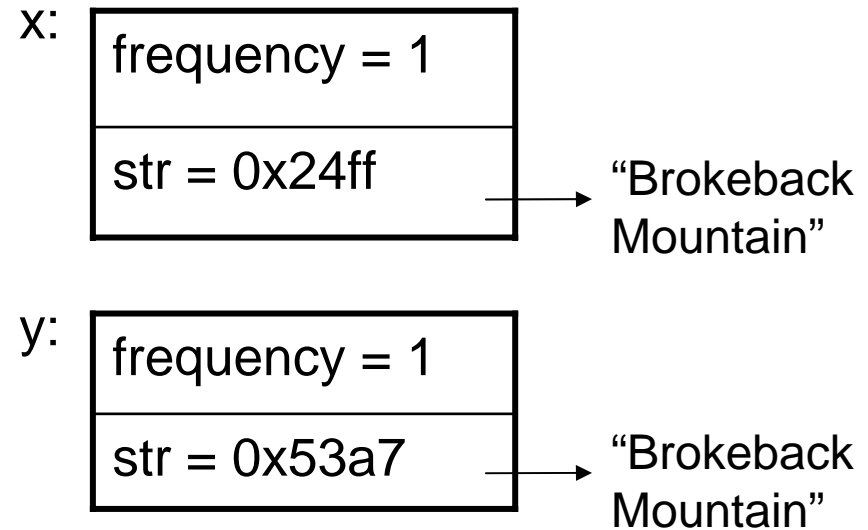 x:
frequency = 1
str = 0x24ff
“Brokeback
Mountain”
y:
frequency = 1
str = 0x53a7
“Brokeback
Mountain”